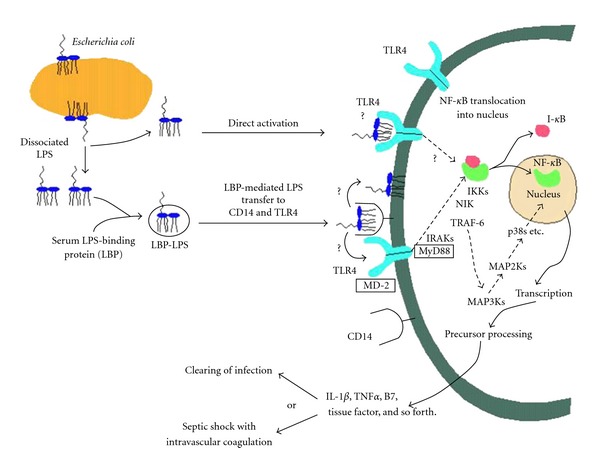 Escherichia coli
TLR4
Dissociated
LPS
Direct activation
TLR4
?
NF-κB translocation
into nucleus
I-κB
?
NF-κB
IKKs
NIK
Nucleus
LBP-mediated LPS
transfer to
CD14 and TLR4
?
?
Serum LPS-binding
protein (LBP)
LBP-LPS
TRAF-6
p38s etc.
IRAKs
MyD88
TLR4
MD-2
MAP2Ks
MAP3Ks
Transcription
CD14
Precursor processing
Clearing of infection
or
IL-1β, TNFα, B7,
tissue factor, and so forth.
Septic shock with
intravascular coagulation